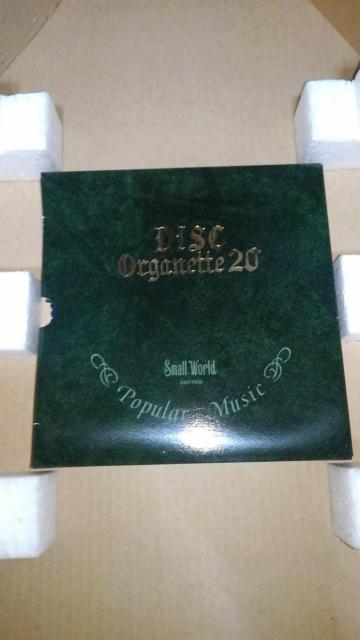 DISC
Organette 20
Small World
Popular Music